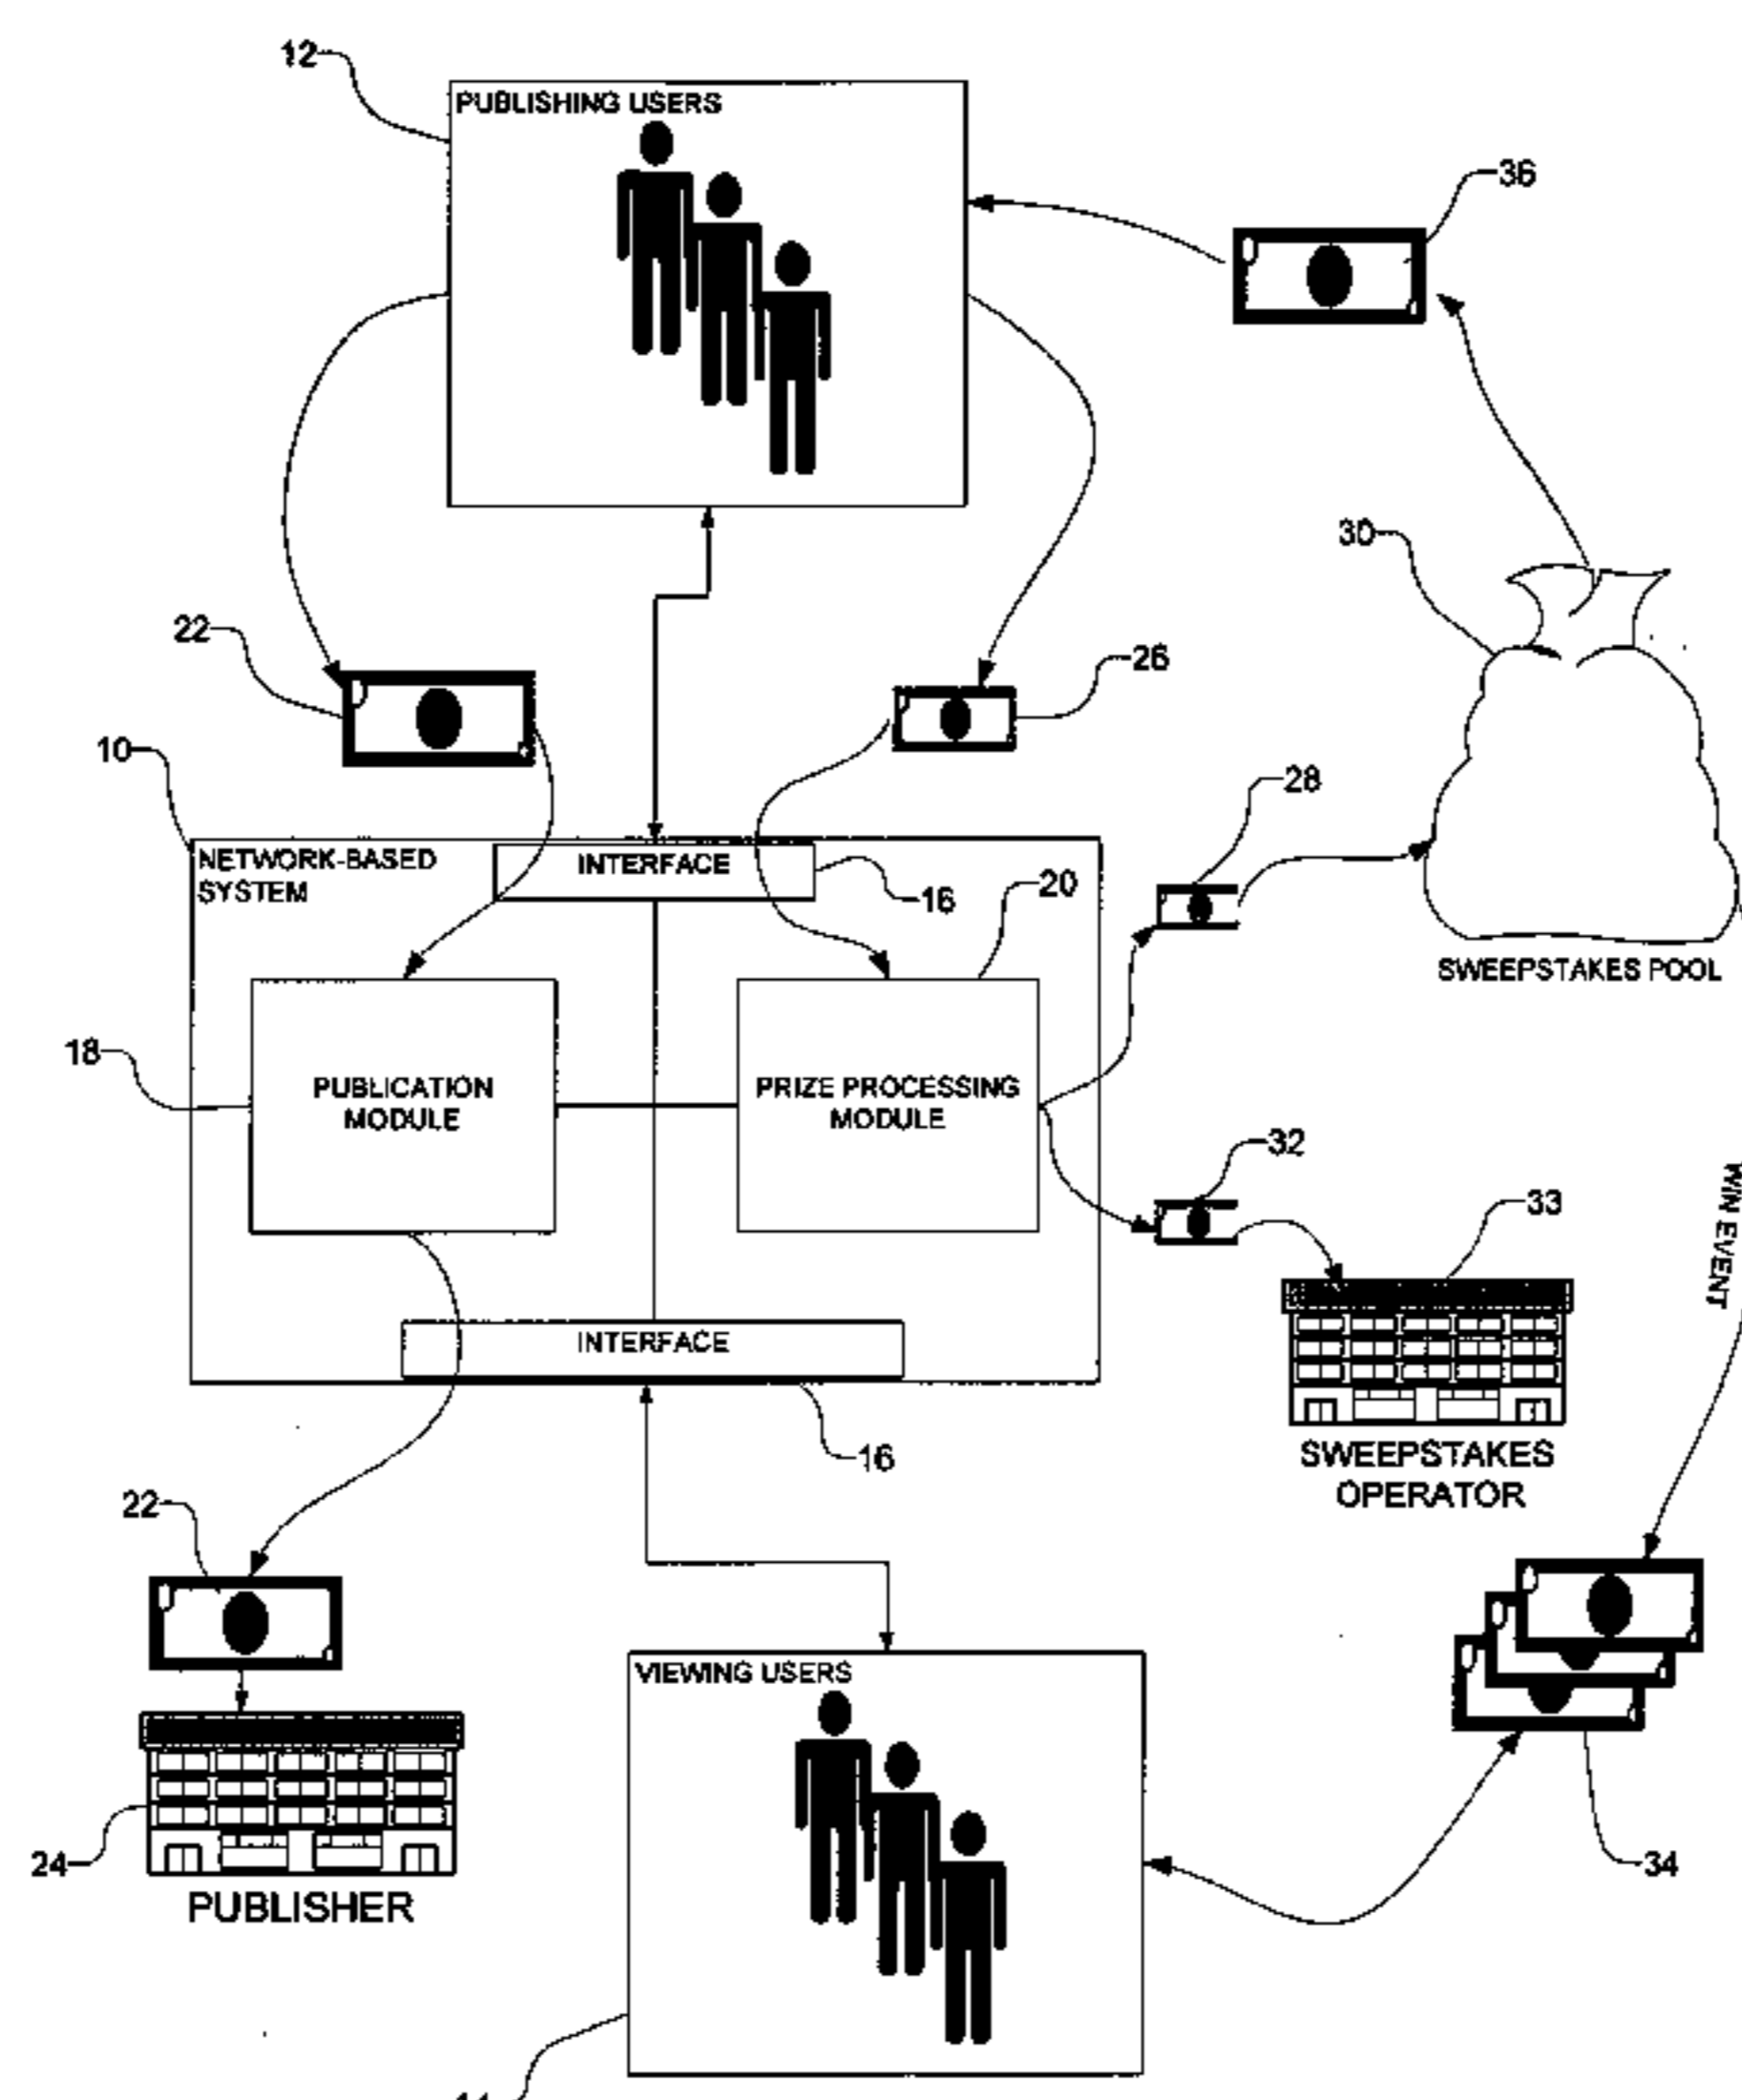 12
PUBLISHING USERS
36
30
22
26
10
28
NETWORK-BASED
SYSTEM
INTERFACE
16
20
SWEEPSTAKES POOL
18
PUBLICATION
MODULE
PRIZE PROCESSING
MODULE
32
33
WIN EVENT
INTERFACE
16
SWEEPSTAKES
OPERATOR
22
VIEWING USERS
24
34
PUBLISHER